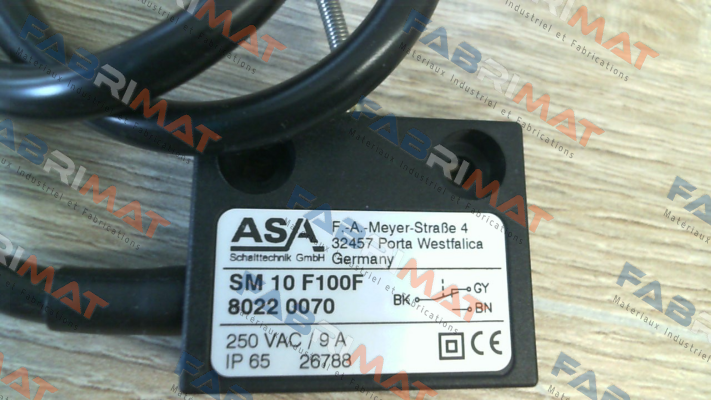 ASA
Schalttechnik GmbH
F.-A.-Meyer-Straße 4
32457 Porta Westfalica
Germany
SM 10 F100F
8022 0070
BK
GY
BN
250 VAC / 9 A
IP 65 26788
CE
FABRIMAT
Matériaux Industriel et Fabrications